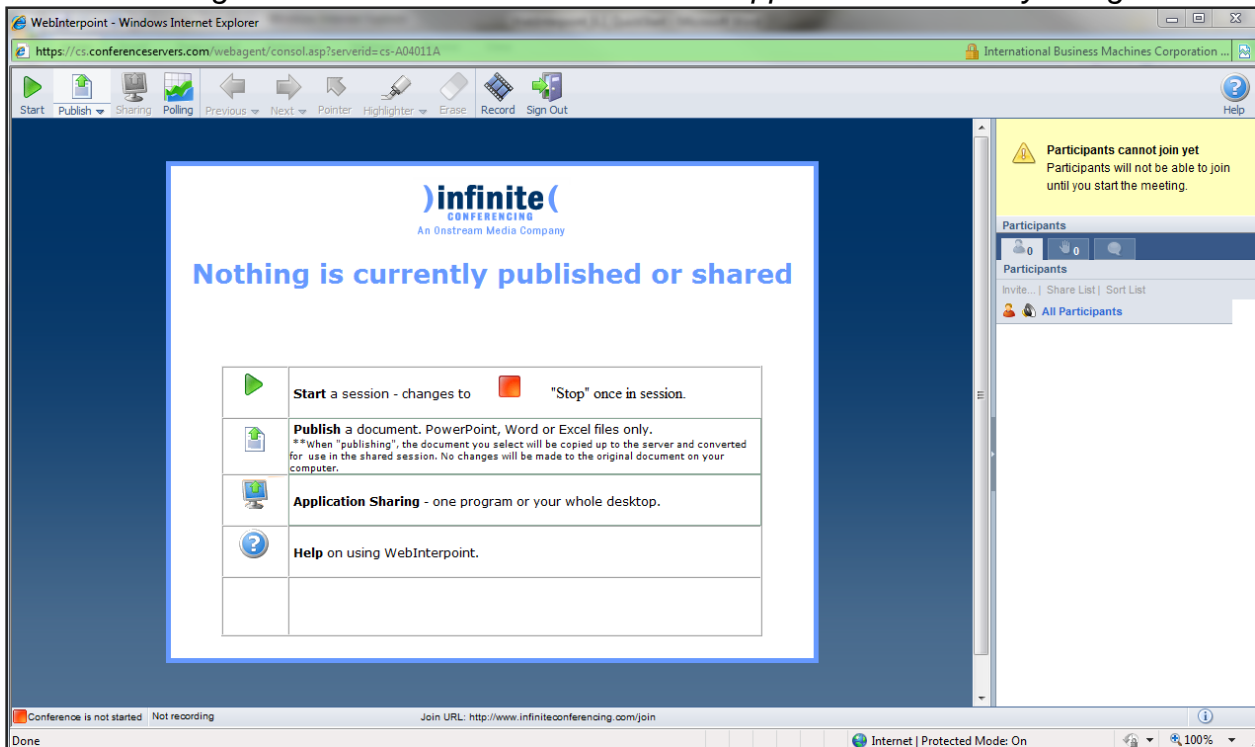 WebInterpoint - Windows Internet Explorer
https://cs.conferenceservers.com/webagent/consol.asp?serverid=cs-A04011A
International Business Machines Corporation ...
Start Publish Sharing Polling Previous Next Pointer Highlighter Erase Record Sign Out Help
Participants cannot join yet
Participants will not be able to join
until you start the meeting.
)infinite(
CONFERENCING
An Onstream Media Company
Nothing is currently published or shared
Start a session - changes to "Stop" once in session.
Publish a document. PowerPoint, Word or Excel files only.
**When "publishing", the document you select will be copied up to the server and converted
for use in the shared session. No changes will be made to the original document on your
computer.
Application Sharing - one program or your whole desktop.
Help on using WebInterpoint.
Participants
0 0
Participants
Invite... | Share List | Sort List
All Participants
Conference is not started Not recording Join URL: http://www.infiniteconferencing.com/join
Done Internet | Protected Mode: On 100%